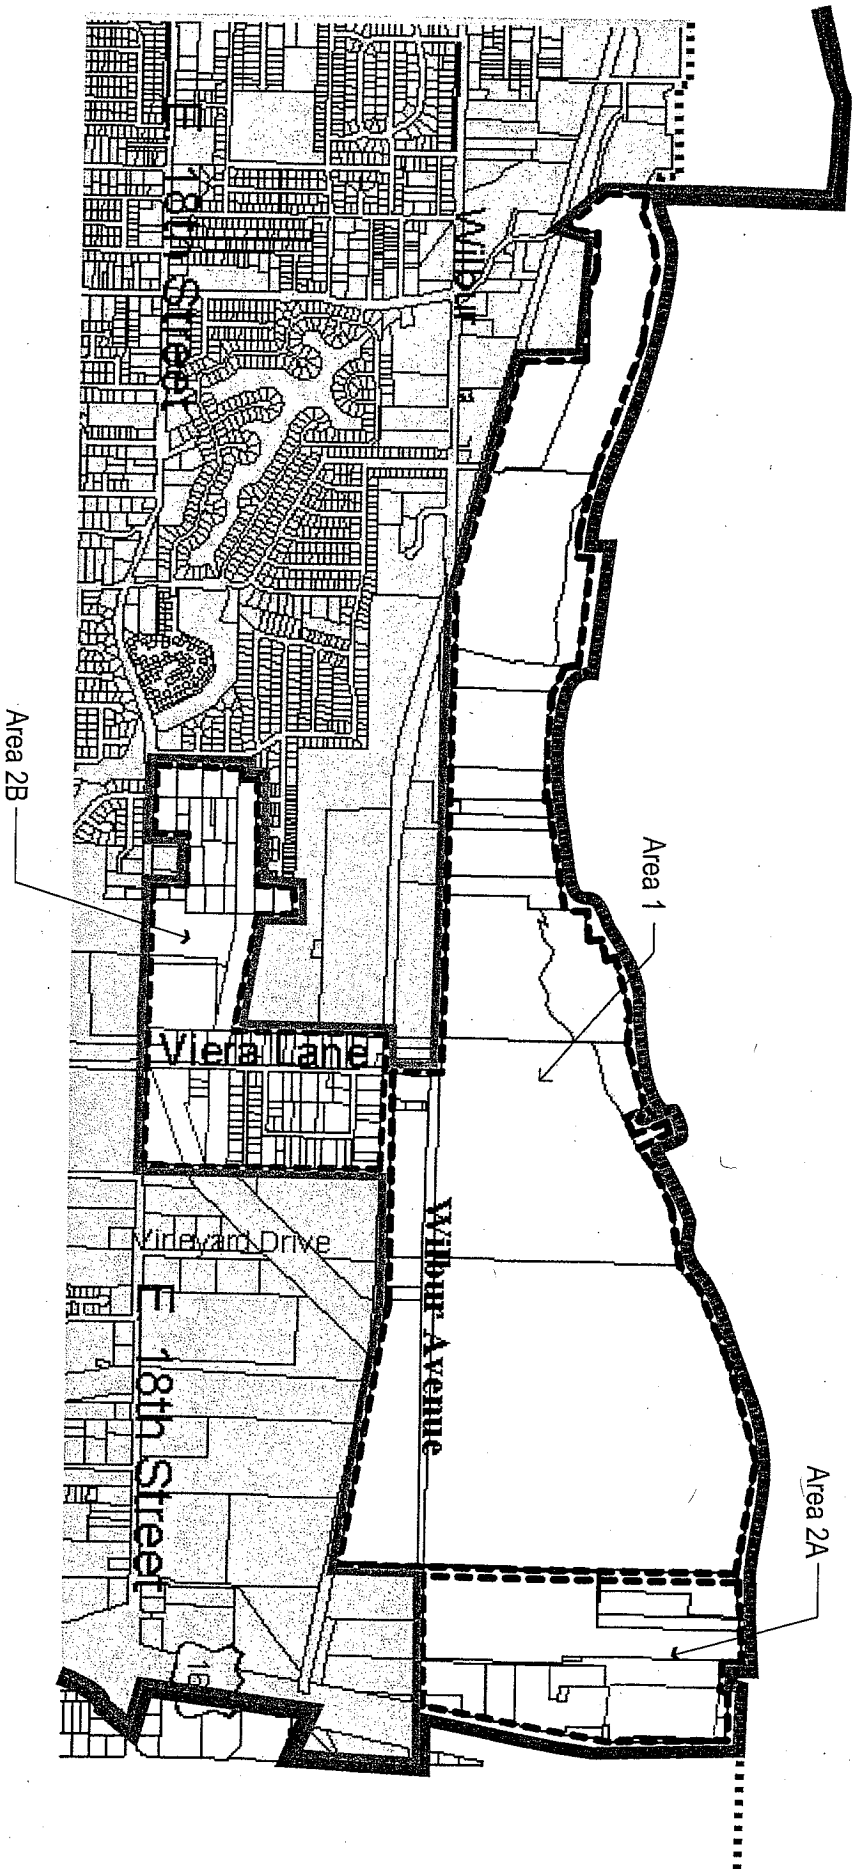 Area 1
Area 2A
Wilbur
Wilbur Avenue
E 18th Street
Viera Lane
Vineyard Drive
E 18th Street
Area 2B